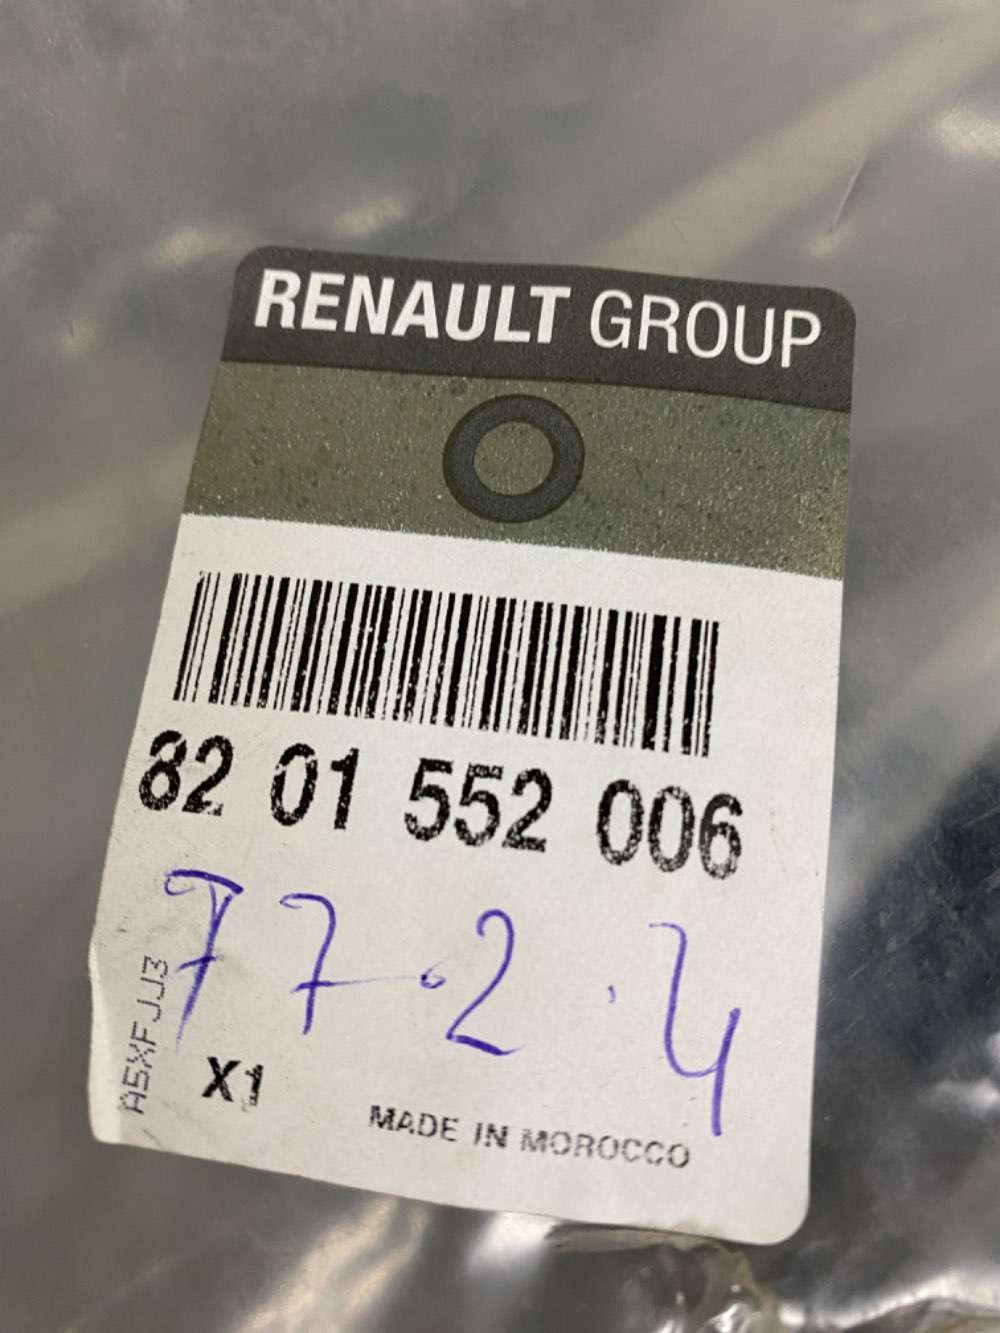 RENAULT GROUP
82 01 552 006
77.2.4
A5XFJJ3
X1
MADE IN MOROCCO